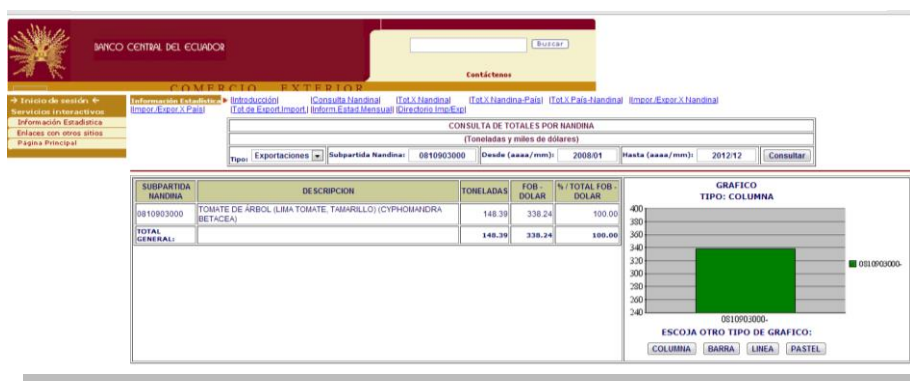 BANCO CENTRAL DEL ECUADOR
Buscar
Contáctenos
COMERCIO EXTERIOR
→ Inicio de sesión ←
Servicios Interactivos
Información Estadística
Enlaces con otros sitios
Página Principal
Información Estadística ▸ |Introducción| |Consulta.Nandina| |Tot.X.Nandina| |Tot.X Nandina-País| |Tot.X País-Nandina| |Impor./Expor.X Nandina|
|Impor./Expor.X País| |Tot.de Export.Import.| |Inform.Estad.Mensual| |Directorio Imp/Exp|
CONSULTA DE TOTALES POR NANDINA
(Toneladas y miles de dólares)
Tipo: Exportaciones Subpartida Nandina: 0810903000 Desde (aaaa/mm): 2008/01 Hasta (aaaa/mm): 2012/12 Consultar
SUBPARTIDA NANDINA DESCRIPCION TONELADAS FOB - DOLAR % / TOTAL FOB - DOLAR
0810903000 TOMATE DE ÁRBOL (LIMA TOMATE, TAMARILLO) (CYPHOMANDRA BETACEA) 148.39 338.24 100.00
TOTAL GENERAL: 148.39 338.24 100.00
GRAFICO
TIPO: COLUMNA
400
380
360
340
320
300
280
260
240
0810903000-
0810903000-
ESCOJA OTRO TIPO DE GRAFICO:
COLUMNA BARRA LINEA PASTEL